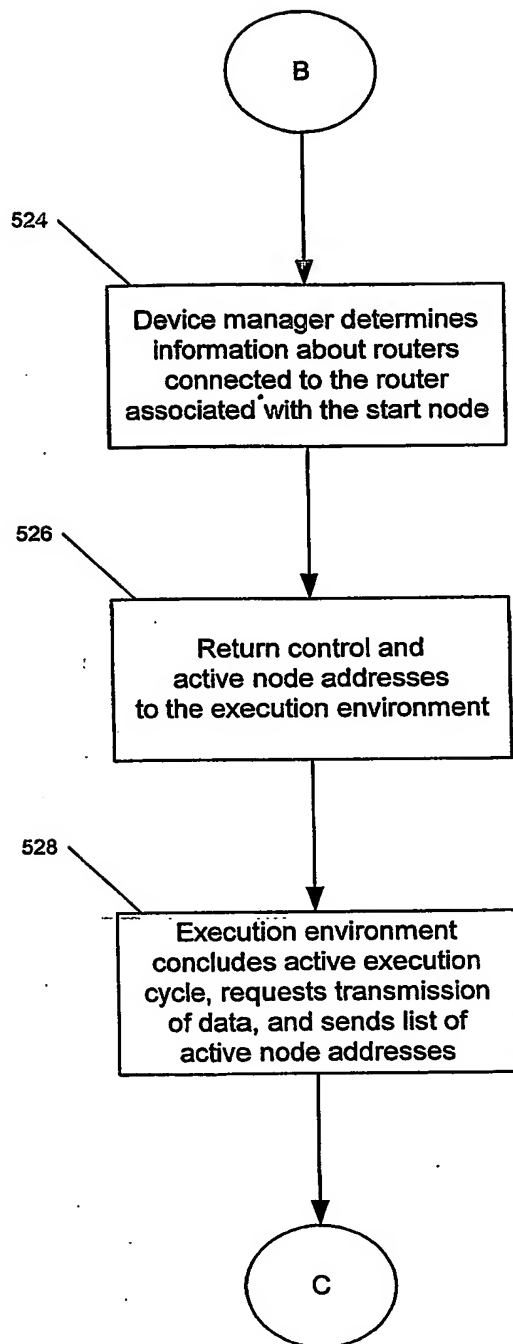 B
524
Device manager determines
information about routers
connected to the router
associated with the start node
526
Return control and
active node addresses
to the execution environment
528
Execution environment
concludes active execution
cycle, requests transmission
of data, and sends list of
active node addresses
C